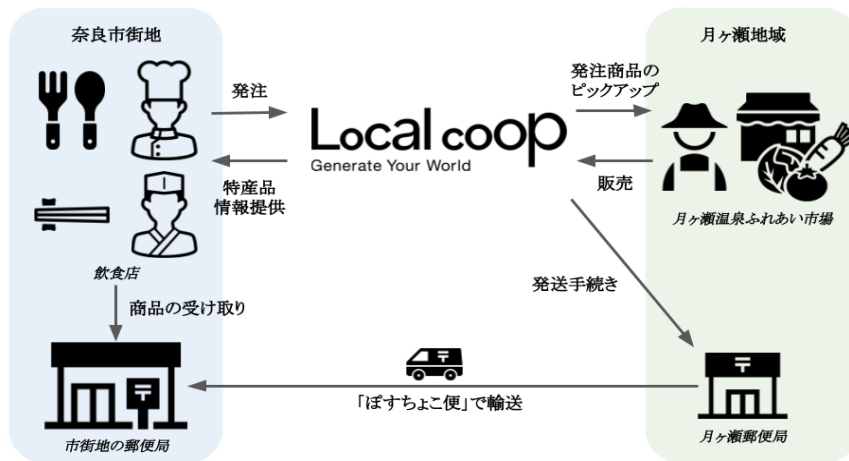 奈良市街地
月ヶ瀬地域
発注
発注商品の
ピックアップ
Local coop
Generate Your World
特産品
情報提供
販売
月ヶ瀬温泉ふれあい市場
飲食店
商品の受け取り
発送手続き
〒
〒
〒
「ぽすちょこ便」で輸送
市街地の郵便局
月ヶ瀬郵便局